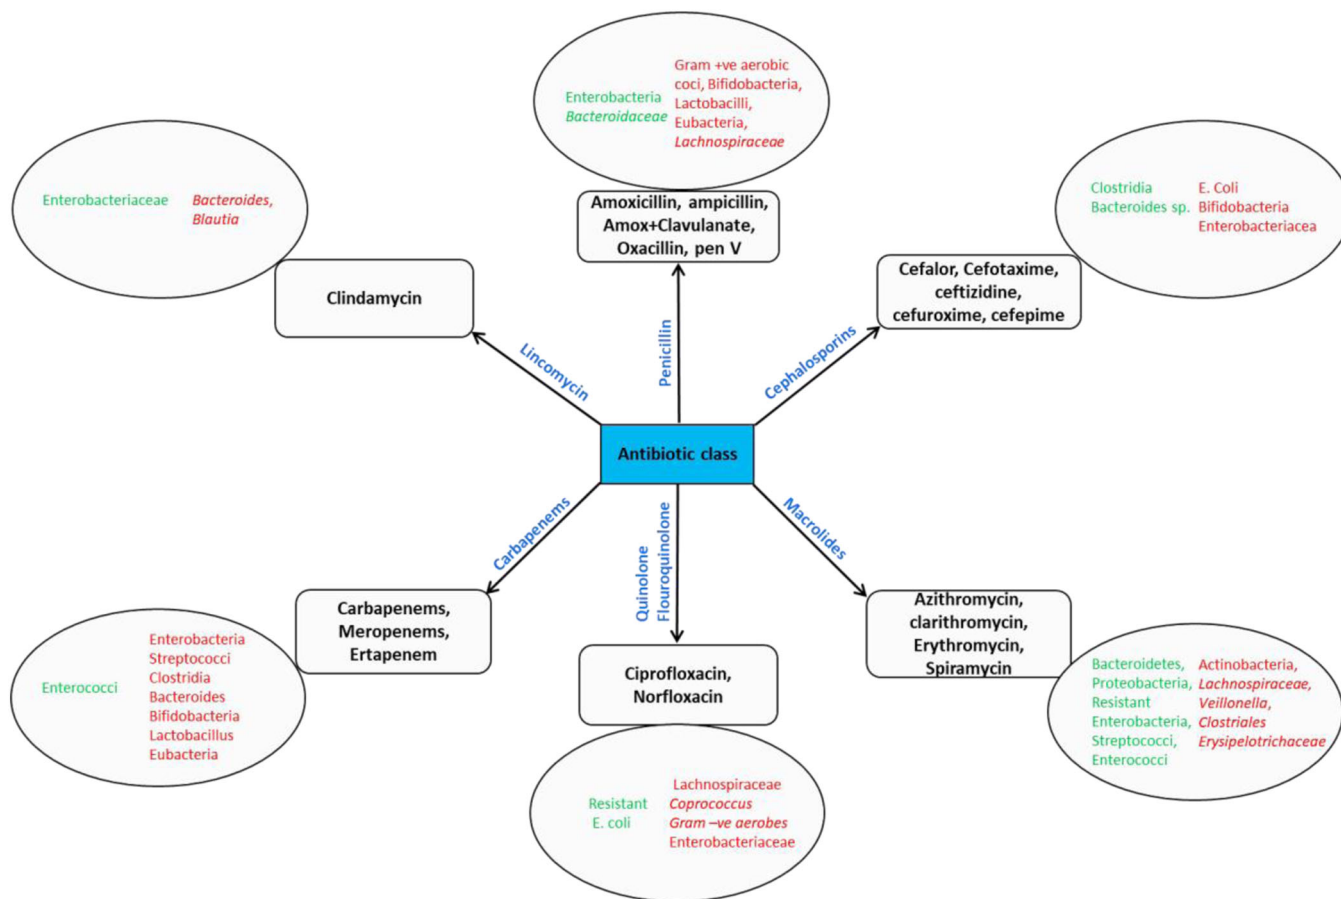 Enterobacteria
Bacteroidaceae
Gram +ve aerobic
coci, Bifidobacteria,
Lactobacilli,
Eubacteria,
Lachnospiraceae
Amoxicillin, ampicillin,
Amox+Clavulanate,
Oxacillin, pen V
Enterobacteriaceae
Bacteroides,
Blautia
Clindamycin
Clostridia
Bacteroides sp.
E. Coli
Bifidobacteria
Enterobacteriacea
Cefalor, Cefotaxime,
ceftizidine,
cefuroxime, cefepime
Lincomycin
Penicillin
Cephalosporins
Antibiotic class
Carbapenems
Quinolone
Flouroquinolone
Macrolides
Carbapenems,
Meropenems,
Ertapenem
Enterococci
Enterobacteria
Streptococci
Clostridia
Bacteroides
Bifidobacteria
Lactobacillus
Eubacteria
Ciprofloxacin,
Norfloxacin
Resistant
E. coli
Lachnospiraceae
Coprococcus
Gram –ve aerobes
Enterobacteriaceae
Azithromycin,
clarithromycin,
Erythromycin,
Spiramycin
Bacteroidetes,
Proteobacteria,
Resistant
Enterobacteria,
Streptococci,
Enterococci
Actinobacteria,
Lachnospiraceae,
Veillonella,
Clostriales
Erysipelotrichaceae